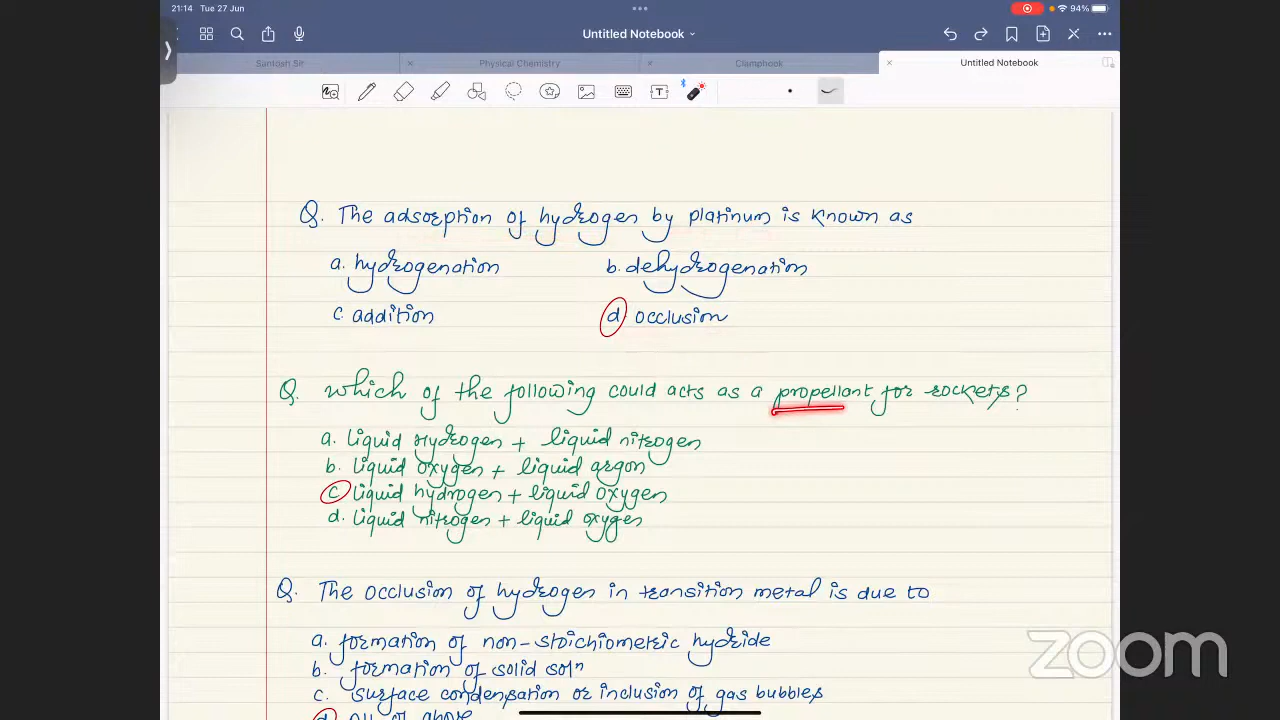 21:14 Tue 27 Jun
94%
Untitled Notebook
Santosh Sir
Physical Chemistry
Clamphook
Untitled Notebook
Q. The adsorption of hydrogen by platinum is known as
a. hydrogenation b. dehydrogenation
c. addition d occlusion
Q. which of the following could acts as a propellant for rockets?
a. liquid Hydrogen + liquid nitrogen
b. liquid oxygen + liquid argon
c liquid hydrogen + liquid oxygen
d. liquid nitrogen + liquid oxygen
Q. The occlusion of hydrogen in transition metal is due to
a. formation of non-stoichiometric hydride
b. formation of solid soln
c. surface condensation or inclusion of gas bubbles
d all of above
zoom